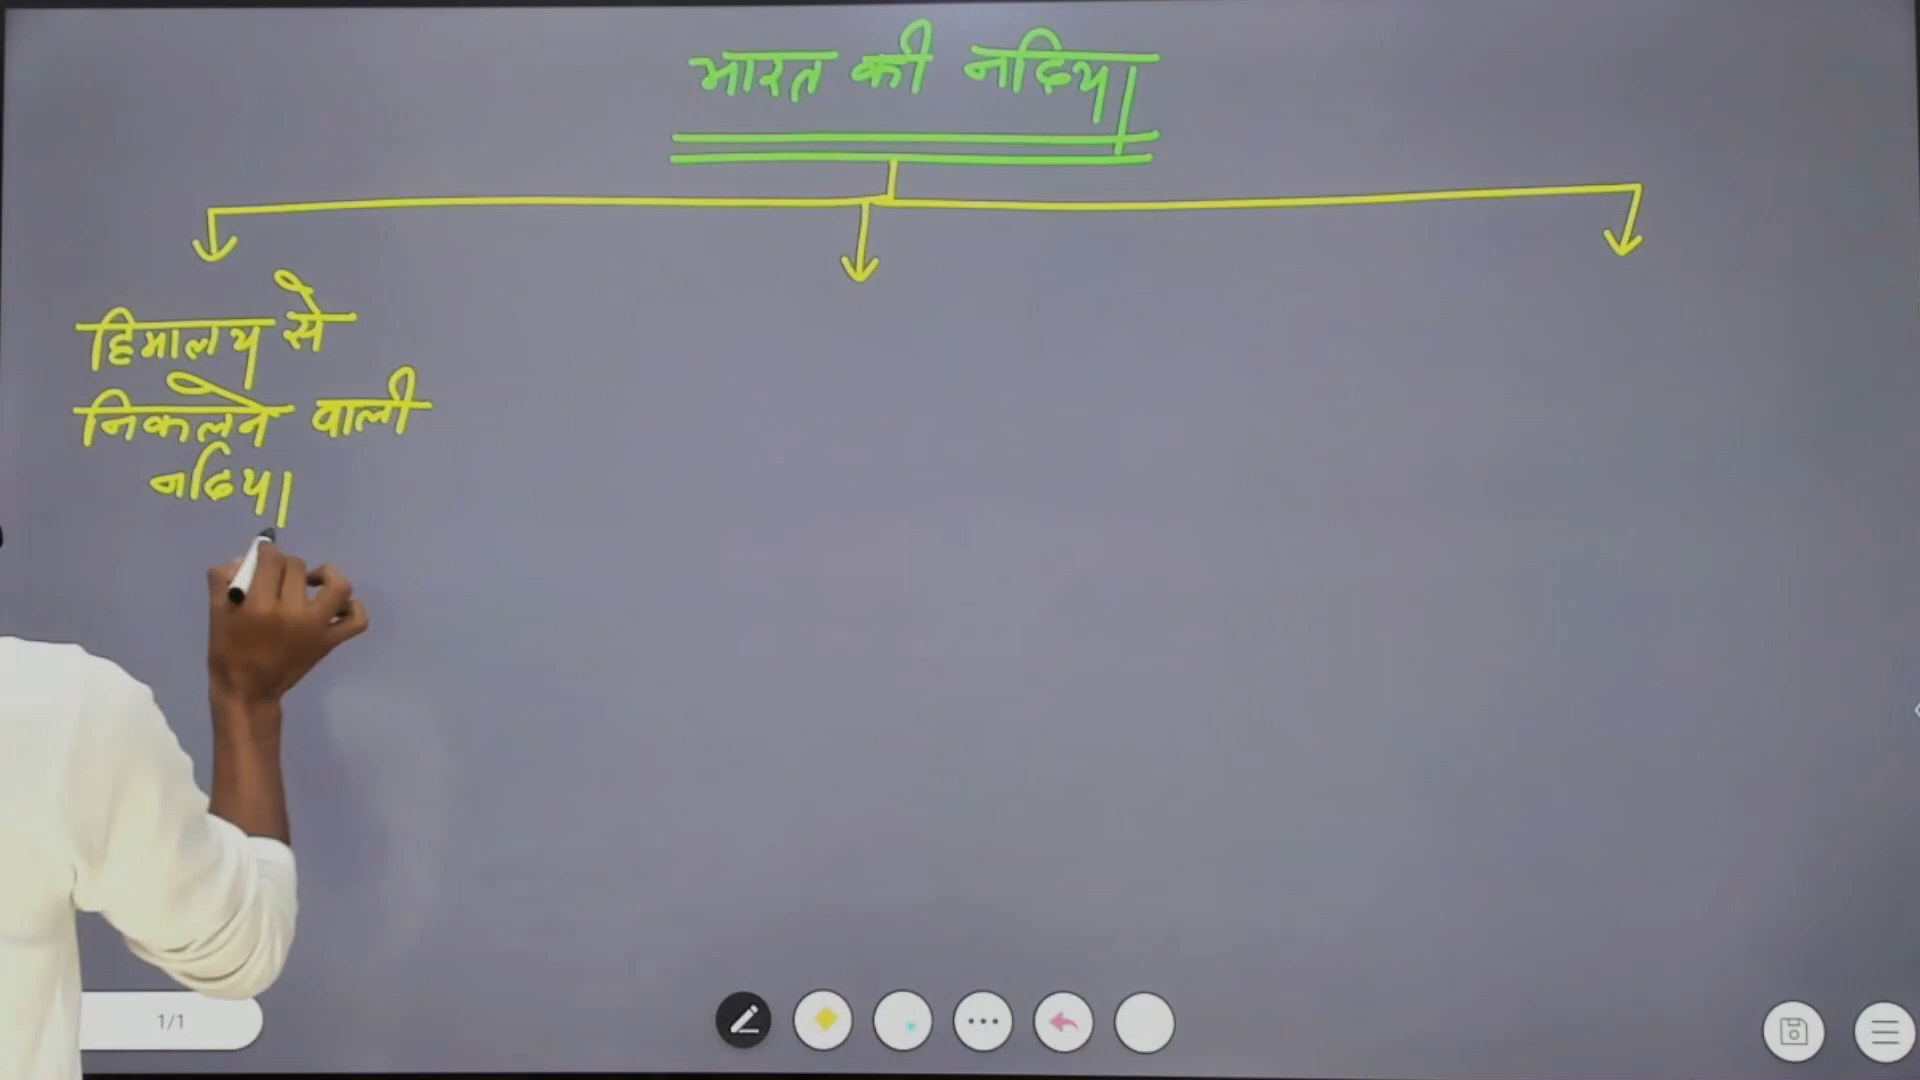 भारत की नदिया
हिमालय से
निकलने वाली
नदिया
1/1